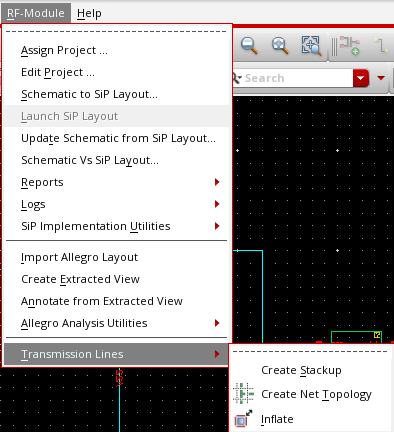 RF-Module Help
Assign Project ...
Edit Project ...
Schematic to SiP Layout...
Launch SiP Layout
Search
Update Schematic from SiP Layout...
Schematic Vs SiP Layout...
Reports
Logs
SiP Implementation Utilities
Import Allegro Layout
Create Extracted View
Annotate from Extracted View
Allegro Analysis Utilities
Transmission Lines
Create Stackup
Create Net Topology
Inflate